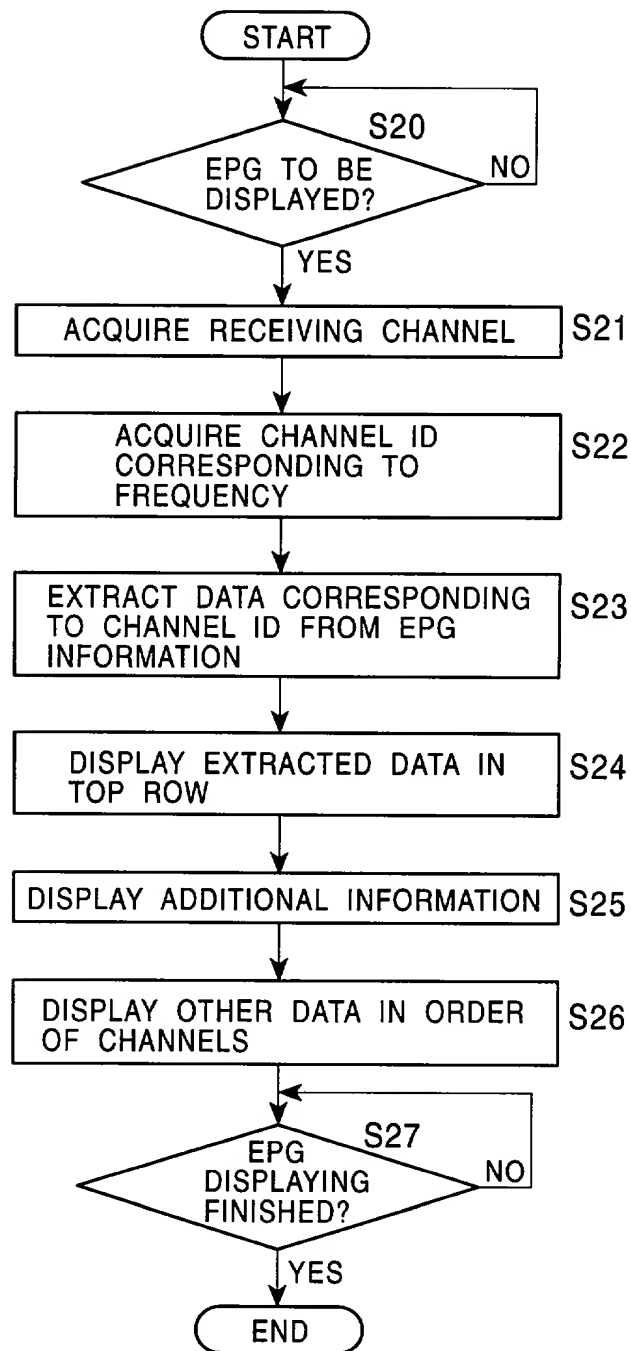 START
S20
EPG TO BE
DISPLAYED?
NO
YES
ACQUIRE RECEIVING CHANNEL
S21
ACQUIRE CHANNEL ID
CORRESPONDING TO
FREQUENCY
S22
EXTRACT DATA CORRESPONDING
TO CHANNEL ID FROM EPG
INFORMATION
S23
DISPLAY EXTRACTED DATA IN
TOP ROW
S24
DISPLAY ADDITIONAL INFORMATION
S25
DISPLAY OTHER DATA IN ORDER
OF CHANNELS
S26
S27
EPG
DISPLAYING
FINISHED?
NO
YES
END